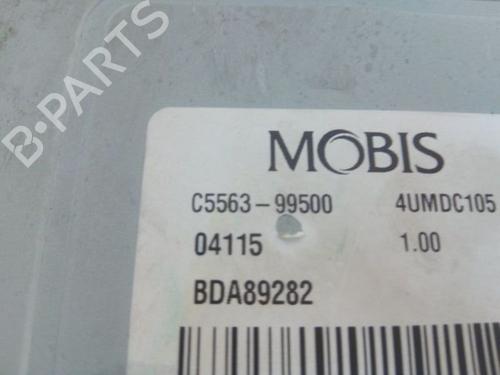 B-PARTS
MOBIS
C5563-99500 4UMDC105
04115 1.00
BDA89282